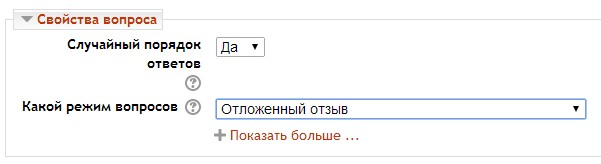 Свойства вопроса
Случайный порядок ответов
Да
Какой режим вопросов
Отложенный отзыв
Показать больше ...